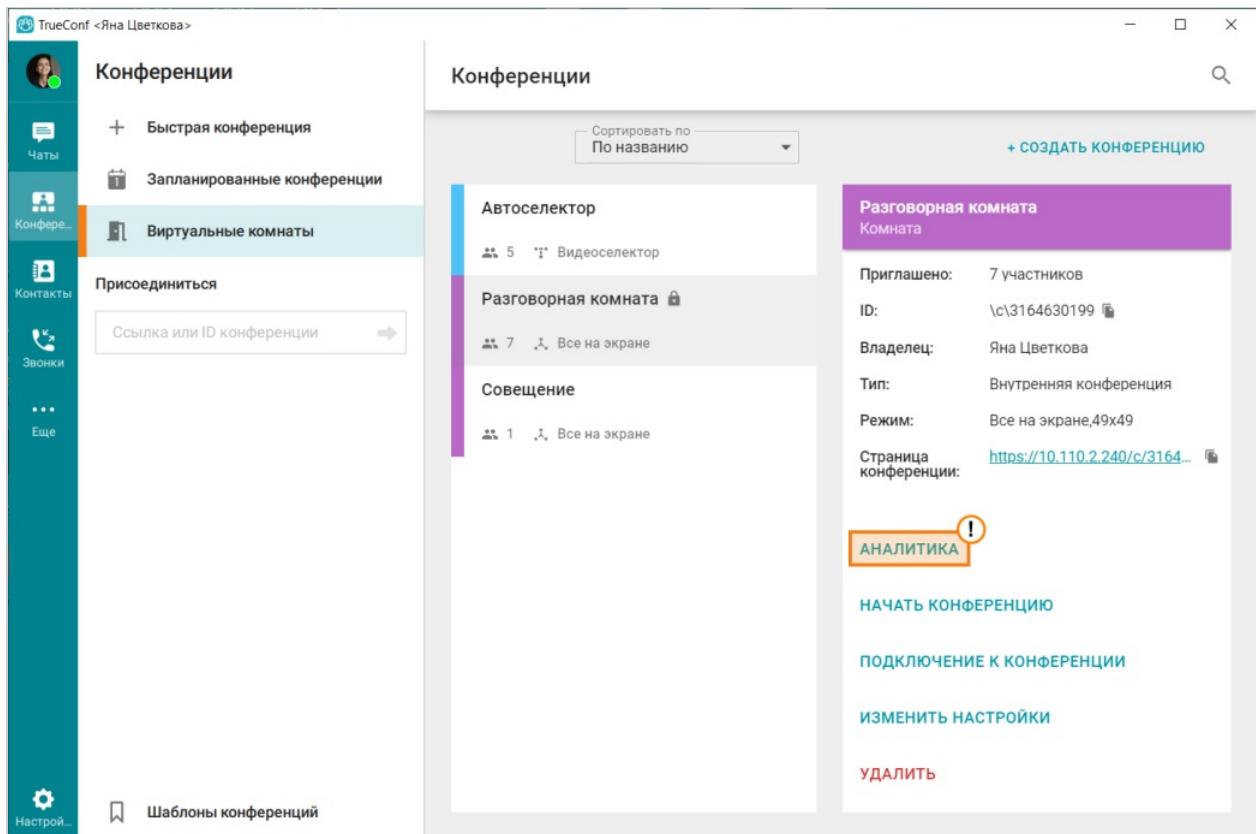 TrueConf <Яна Цветкова>
Чаты
Конфере...
Контакты
Звонки
Еще
Настрой...
Конференции
Быстрая конференция
1
Запланированные конференции
Виртуальные комнаты
Присоединиться
Ссылка или ID конференции
Шаблоны конференций
Конференции
Сортировать по
По названию
+ СОЗДАТЬ КОНФЕРЕНЦИЮ
Автоселектор
5 Видеоселектор
Разговорная комната
7 Все на экране
Совещение
1 Все на экране
Разговорная комната
Комната
Приглашено: 7 участников
ID: \c\3164630199
Владелец: Яна Цветкова
Тип: Внутренняя конференция
Режим: Все на экране,49x49
Страница
конференции: https://10.110.2.240/c/3164...
!
АНАЛИТИКА
НАЧАТЬ КОНФЕРЕНЦИЮ
ПОДКЛЮЧЕНИЕ К КОНФЕРЕНЦИИ
ИЗМЕНИТЬ НАСТРОЙКИ
УДАЛИТЬ